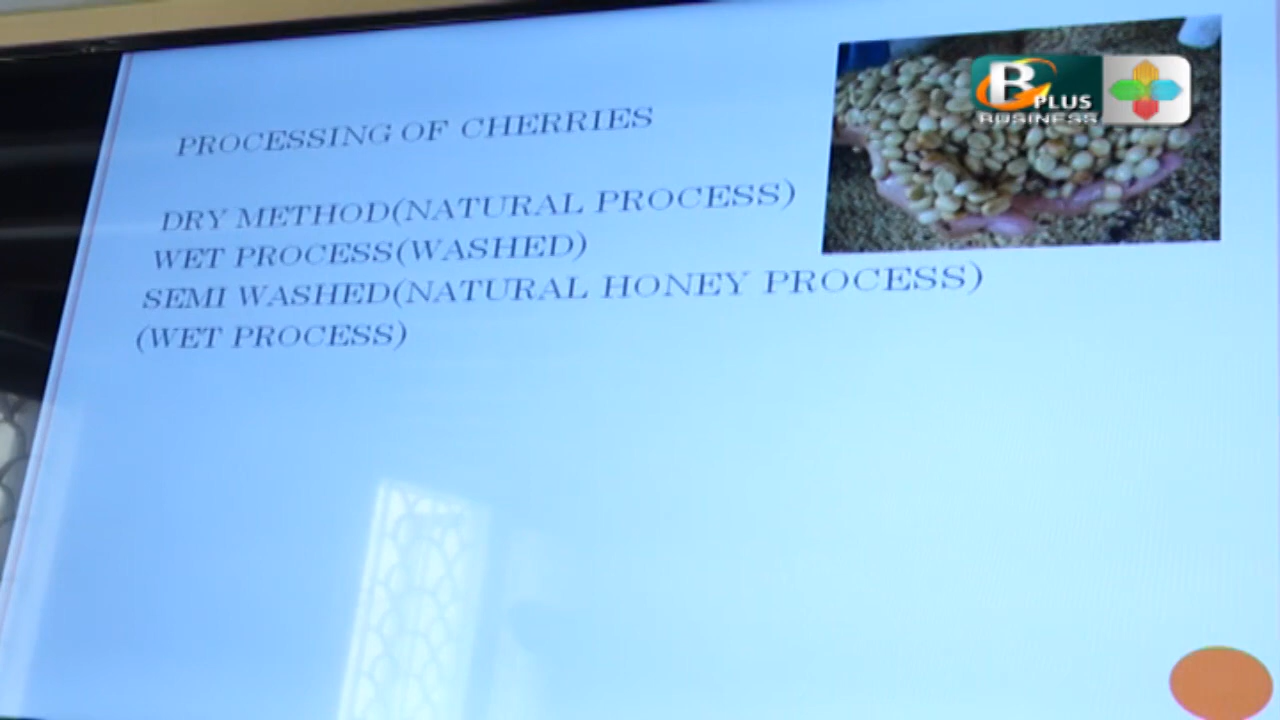 B PLUS
BUSINESS
PROCESSING OF CHERRIES
DRY METHOD(NATURAL PROCESS)
WET PROCESS(WASHED)
SEMI WASHED(NATURAL HONEY PROCESS)
(WET PROCESS)